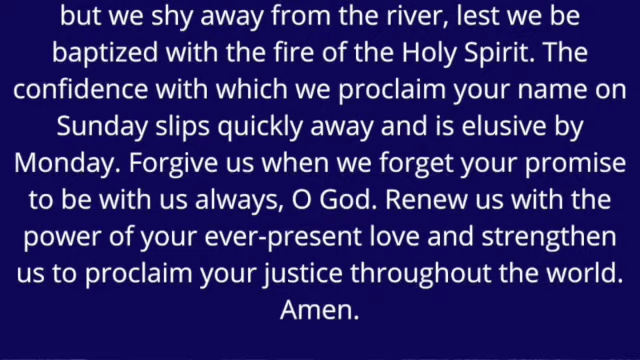 but we shy away from the river, lest we be
baptized with the fire of the Holy Spirit. The
confidence with which we proclaim your name on
Sunday slips quickly away and is elusive by
Monday. Forgive us when we forget your promise
to be with us always, O God. Renew us with the
power of your ever-present love and strengthen
us to proclaim your justice throughout the world.
Amen.